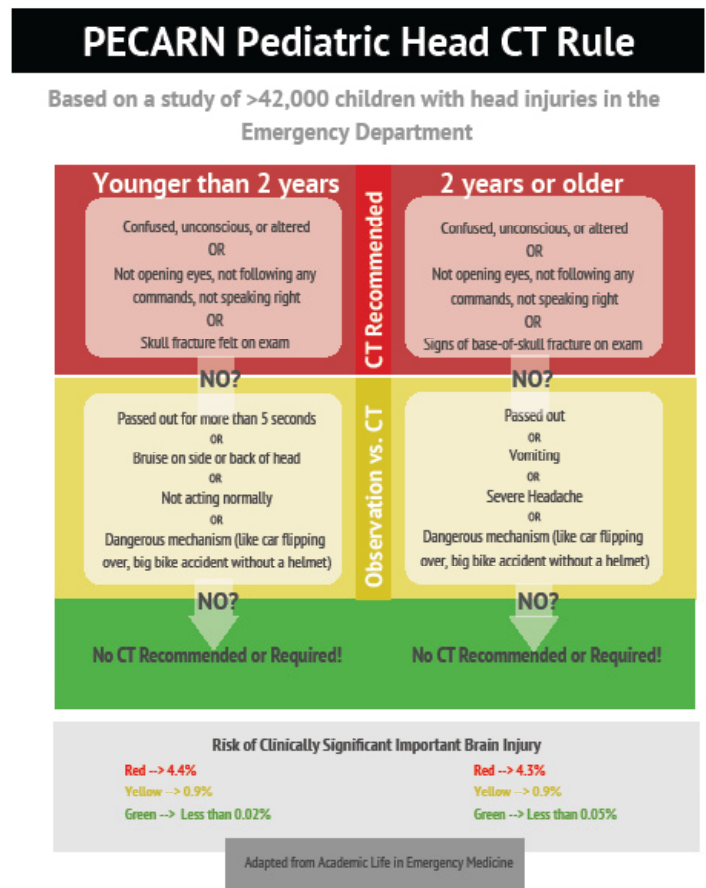 PECARN Pediatric Head CT Rule
Based on a study of >42,000 children with head injuries in the
Emergency Department
Younger than 2 years
Confused, unconscious, or altered
OR
Not opening eyes, not following any
commands, not speaking right
OR
Skull fracture felt on exam
CT Recommended
2 years or older
Confused, unconscious, or altered
OR
Not opening eyes, not following any
commands, not speaking right
OR
Signs of base-of-skull fracture on exam
NO?
NO?
Passed out for more than 5 seconds
OR
Bruise on side or back of head
OR
Not acting normally
OR
Dangerous mechanism (like car flipping
over, big bike accident without a helmet)
Observation vs. CT
Passed out
OR
Vomiting
OR
Severe Headache
OR
Dangerous mechanism (like car flipping
over, big bike accident without a helmet)
NO?
NO?
No CT Recommended or Required!
No CT Recommended or Required!
Risk of Clinically Significant Important Brain Injury
Red --> 4.4%
Yellow --> 0.9%
Green --> Less than 0.02%
Red --> 4.3%
Yellow --> 0.9%
Green --> Less than 0.05%
Adapted from Academic Life in Emergency Medicine